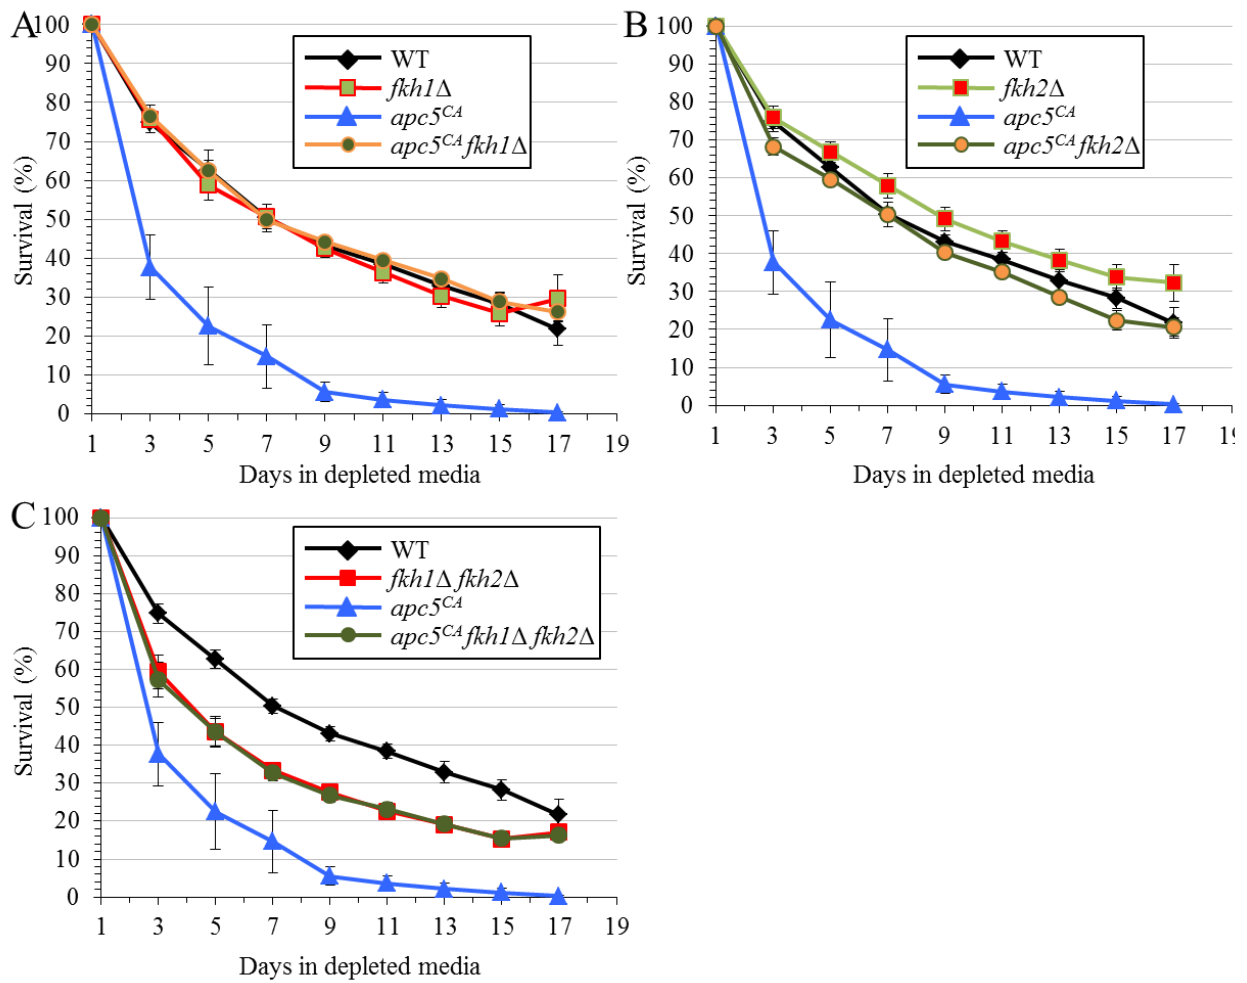 A
100
90
80
70
60
50
40
30
20
10
0
Survival (%)
WT
fkh1Δ
apc5CA
apc5CA fkh1Δ
1 3 5 7 9 11 13 15 17 19
Days in depleted media
B
100
90
80
70
60
50
40
30
20
10
0
Survival (%)
WT
fkh2Δ
apc5CA
apc5CA fkh2Δ
1 3 5 7 9 11 13 15 17 19
Days in depleted media
C
100
90
80
70
60
50
40
30
20
10
0
Survival (%)
WT
fkh1Δ fkh2Δ
apc5CA
apc5CA fkh1Δ fkh2Δ
1 3 5 7 9 11 13 15 17 19
Days in depleted media